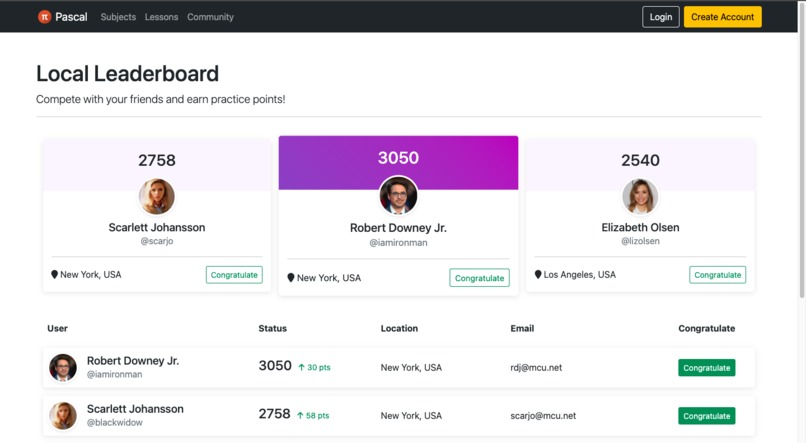 π Pascal Subjects Lessons Community Login Create Account
Local Leaderboard
Compete with your friends and earn practice points!
2758
Scarlett Johansson
@scarjo
New York, USA Congratulate
3050
Robert Downey Jr.
@iamironman
New York, USA Congratulate
2540
Elizabeth Olsen
@lizolsen
Los Angeles, USA Congratulate
User Status Location Email Congratulate
Robert Downey Jr.
@iamironman
3050 ↑ 30 pts New York, USA rdj@mcu.net Congratulate
Scarlett Johansson
@blackwidow
2758 ↑ 58 pts New York, USA scarjo@mcu.net Congratulate